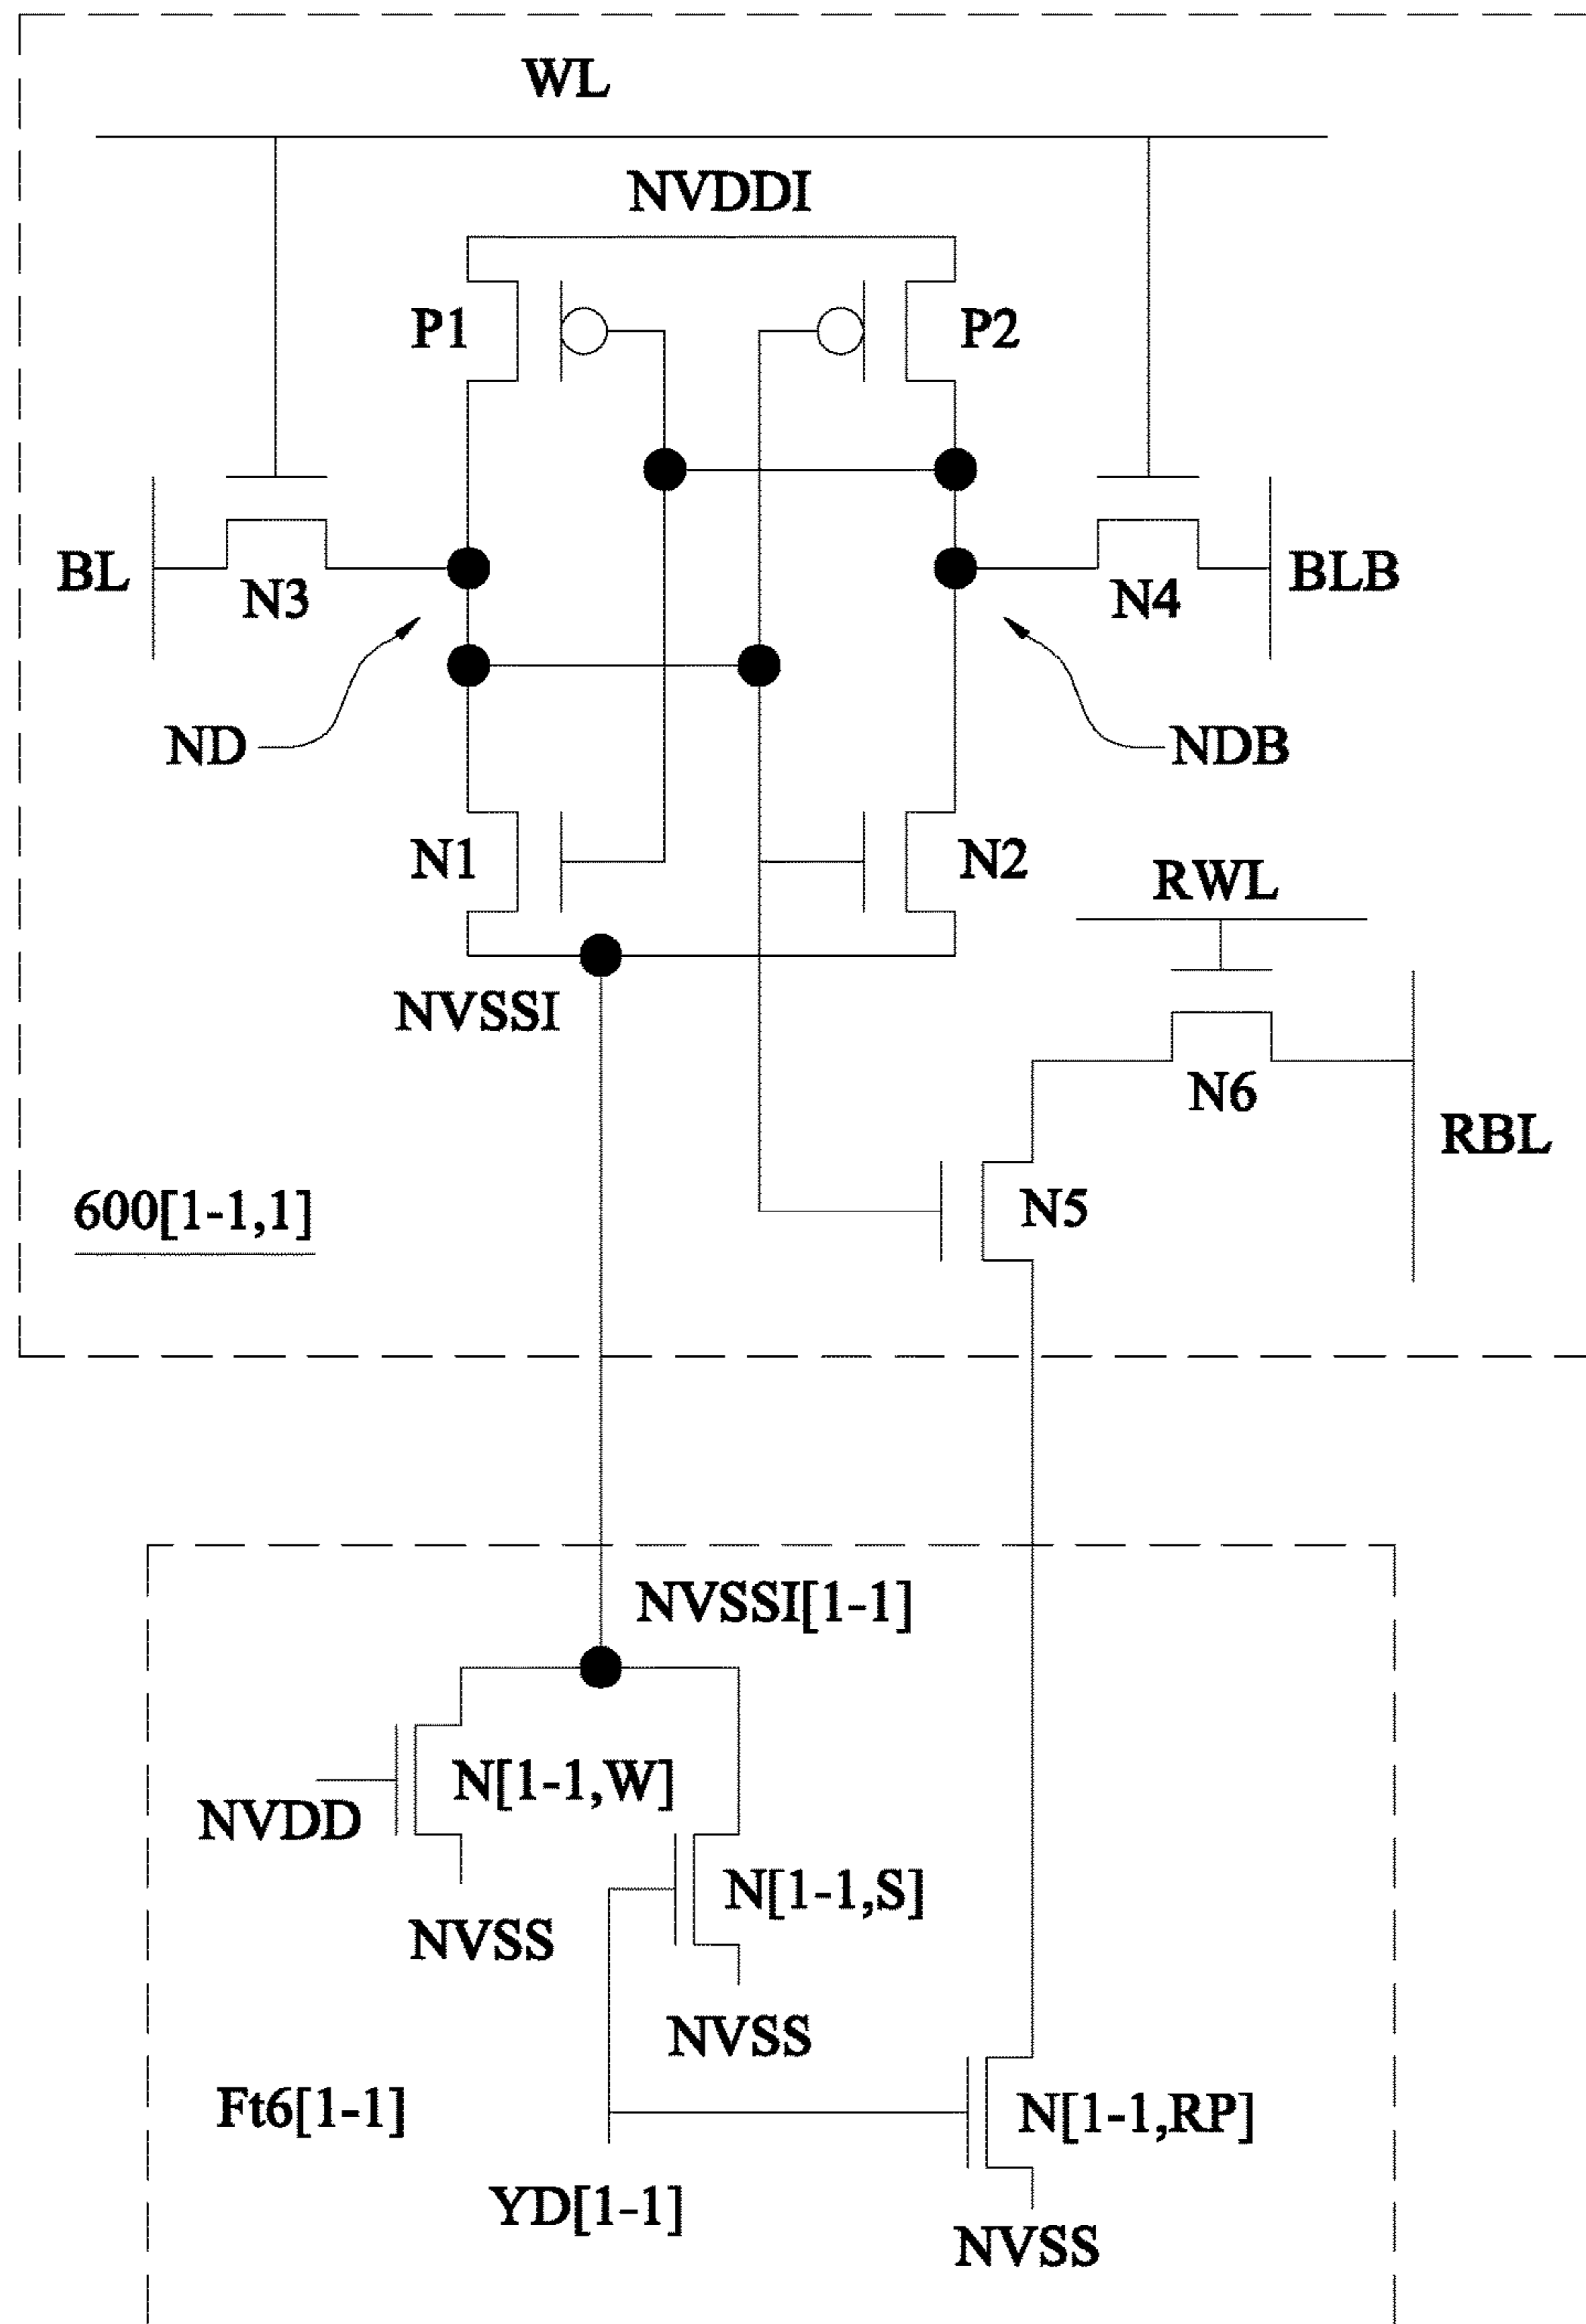 WL
NVDDI
P1
P2
BL
N3
N4
BLB
ND
NDB
N1
N2
RWL
NVSSI
N6
RBL
600[1-1,1]
N5
NVSSI[1-1]
N[1-1,W]
NVDD
N[1-1,S]
NVSS
NVSS
Ft6[1-1]
N[1-1,RP]
YD[1-1]
NVSS